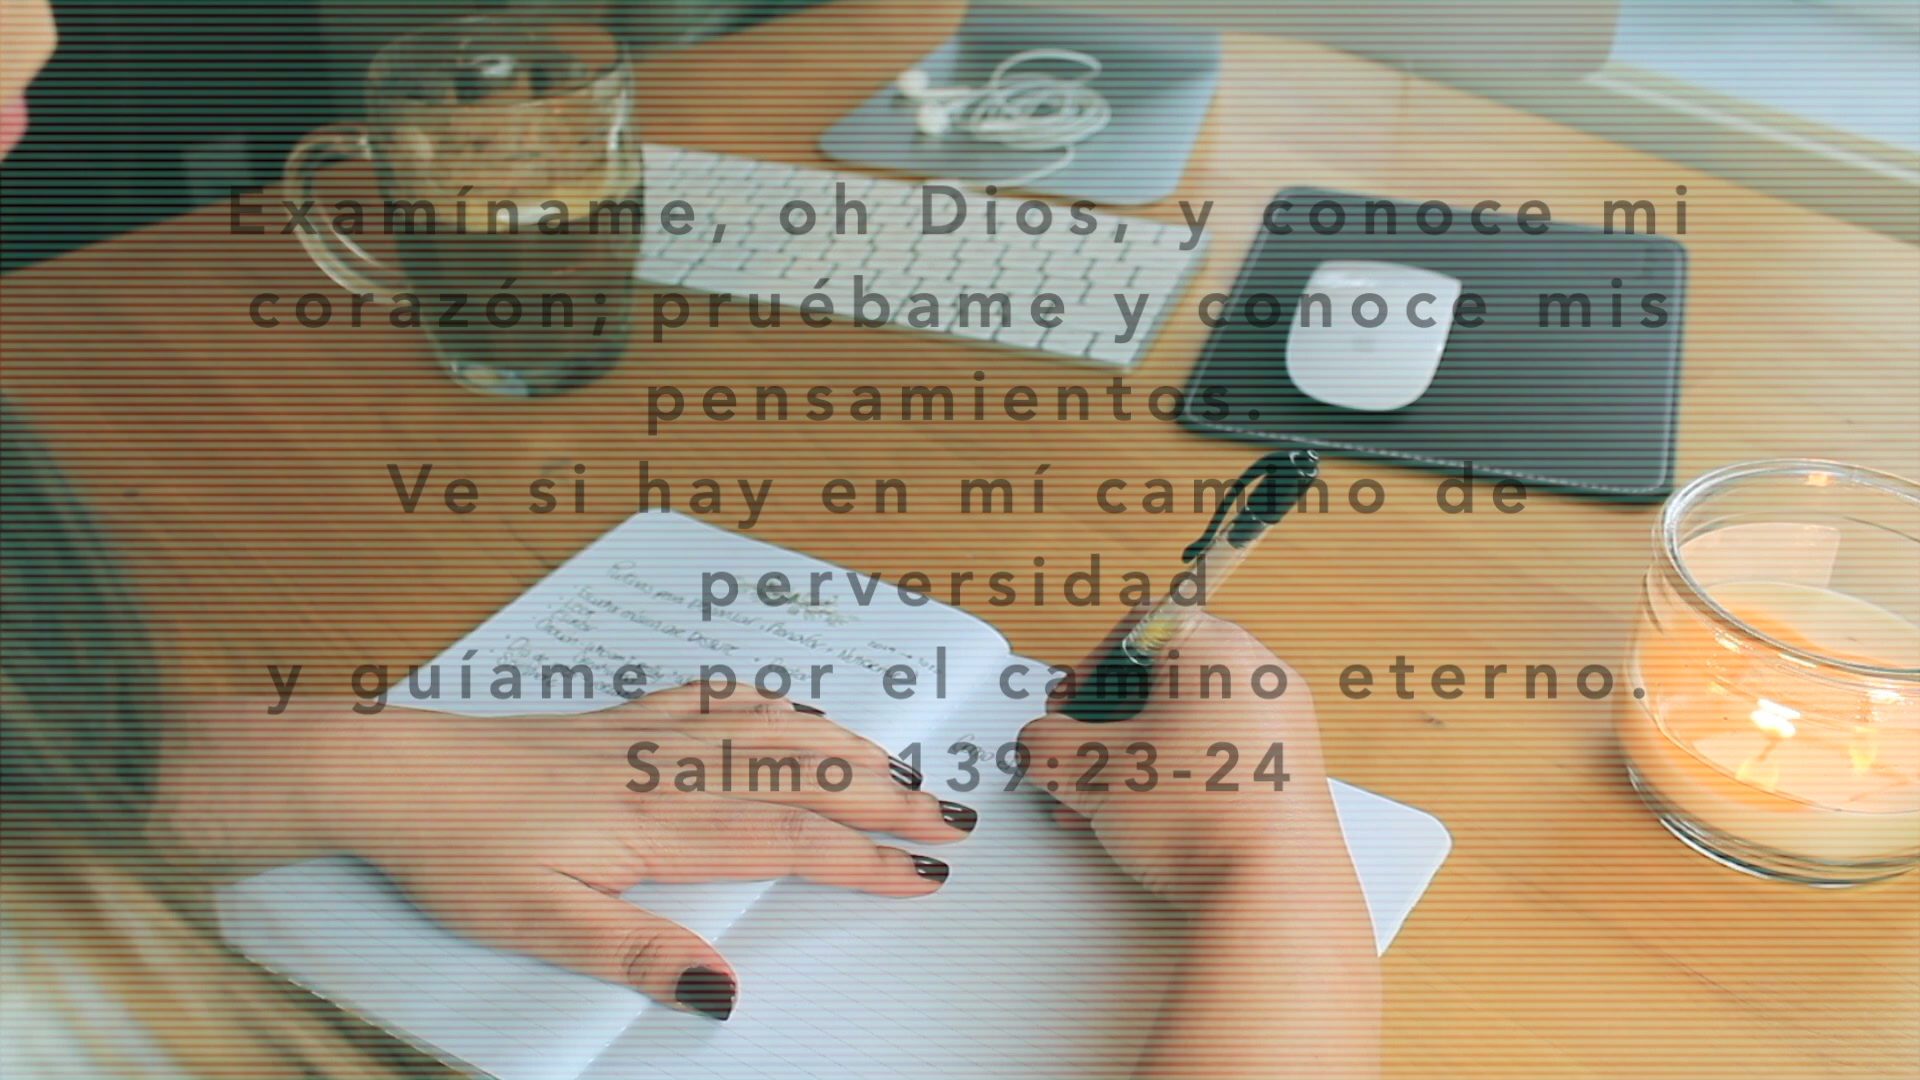 Examíname, oh Dios, y conoce mi
corazón; pruébame y conoce mis
pensamientos.
Ve si hay en mí camino de
perversidad
y guíame por el camino eterno.
Salmo 139:23-24